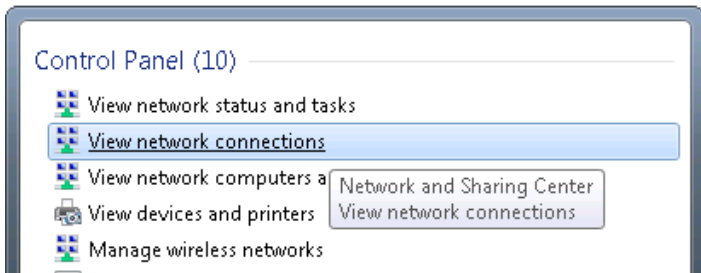 Control Panel (10)
View network status and tasks
View network connections
View network computers a
Network and Sharing Center
View network connections
View devices and printers
Manage wireless networks